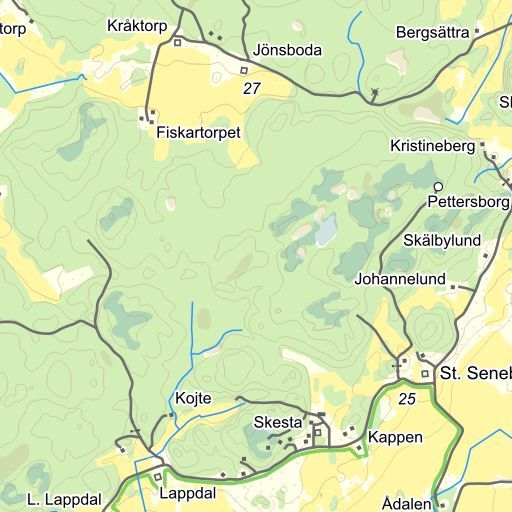 torp
Kråktorp
Jönsboda
Bergsättra
27
Fiskartorpet
Kristineberg
Pettersborg
Skälbylund
Johannelund
St. Seneb
25
Kojte
Skesta
Kappen
L. Lappdal
Lappdal
Ådalen